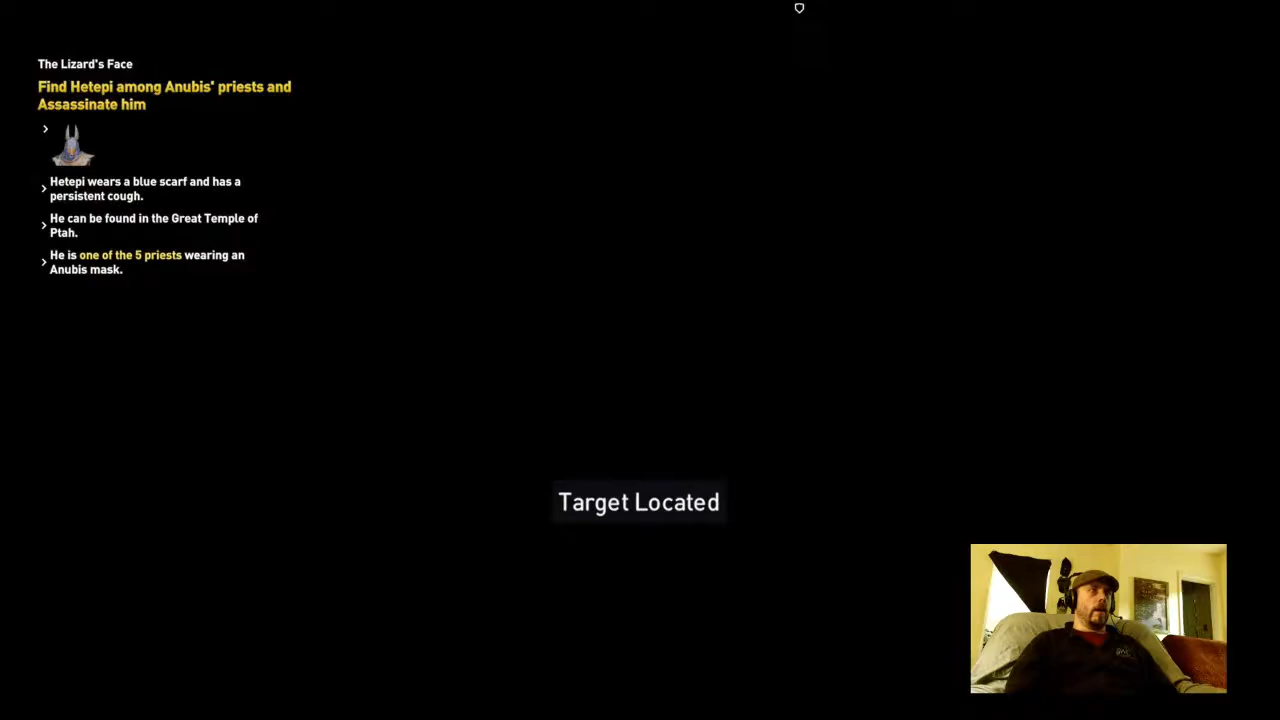 The Lizard's Face
Find Hetepi among Anubis' priests and
Assassinate him
Hetepi wears a blue scarf and has a
persistent cough.
He can be found in the Great Temple of
Ptah.
He is one of the 5 priests wearing an
Anubis mask.
Target Located